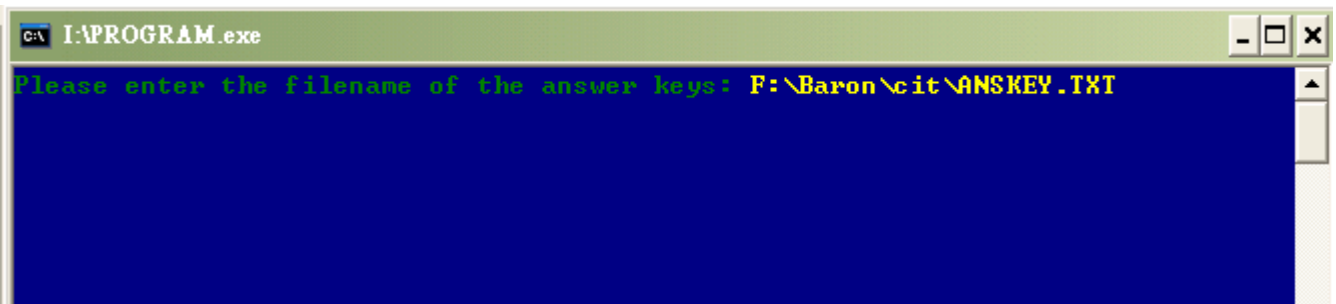 I:\PROGRAM.exe
Please enter the filename of the answer keys: F:\Baron\cit\ANSKEY.TXT